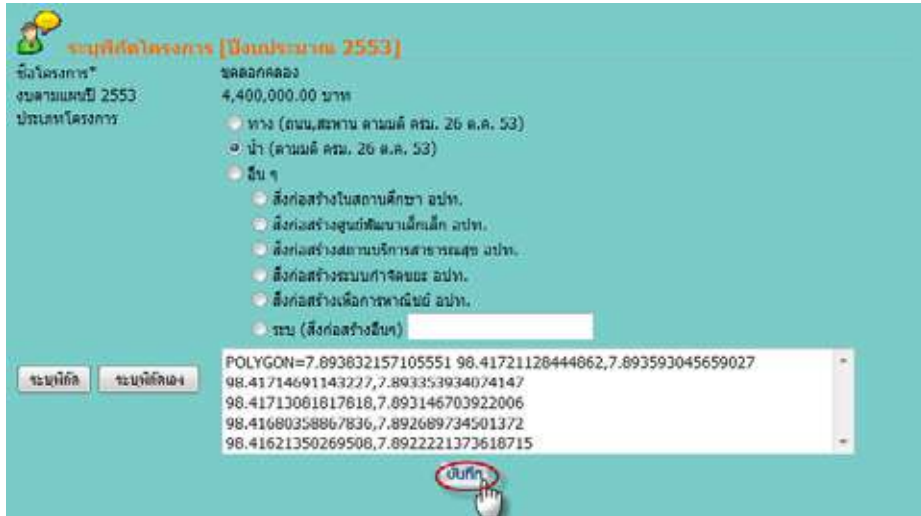 ระบุพิกัดโครงการ [ปีงบประมาณ 2553]
ชื่อโครงการ* ขุดลอกคลอง
งบตามแผนปี 2553 4,400,000.00 บาท
ประเภทโครงการ
ทาง (ถนน,สะพาน ตามมติ ครม. 26 ต.ค. 53)
น้ำ (ตามมติ ครม. 26 ต.ค. 53)
อื่น ๆ
สิ่งก่อสร้างในสถานศึกษา อปท.
สิ่งก่อสร้างศูนย์พัฒนาเด็กเล็ก อปท.
สิ่งก่อสร้างสถานบริการสาธารณสุข อปท.
สิ่งก่อสร้างระบบกำจัดขยะ อปท.
สิ่งก่อสร้างเพื่อการพาณิชย์ อปท.
ระบุ (สิ่งก่อสร้างอื่นๆ)
ระบุพิกัด ระบุพิกัดเอง
POLYGON=7.893832157105551 98.41721128444862,7.893593045659027
98.41714691143227,7.893353934074147
98.41713081817818,7.893146703922006
98.41680358867836,7.892689734501372
98.41621350269508,7.8922221373618715
บันทึก